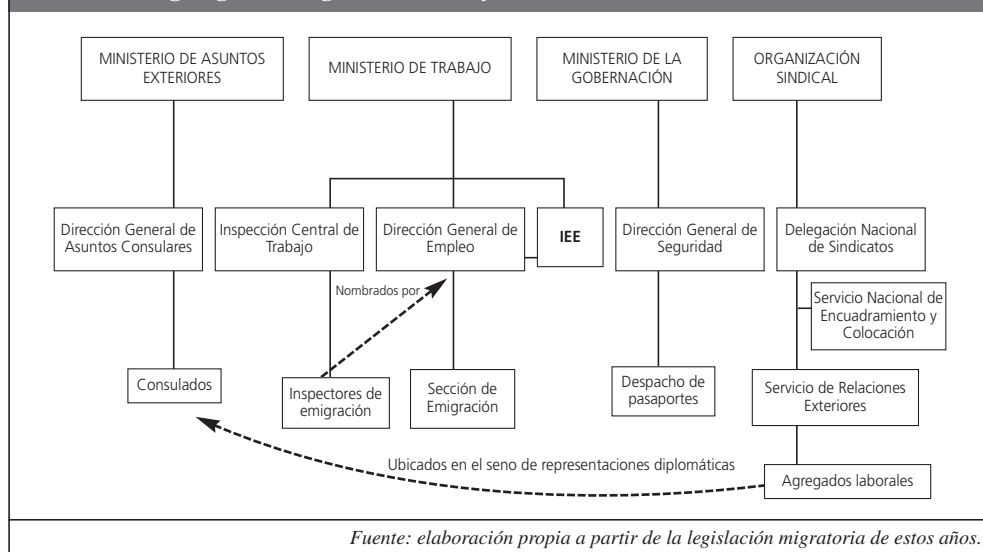 MINISTERIO DE ASUNTOS
EXTERIORES
MINISTERIO DE TRABAJO
MINISTERIO DE LA
GOBERNACIÓN
ORGANIZACIÓN
SINDICAL
Dirección General de
Asuntos Consulares
Inspección Central de
Trabajo
Dirección General de
Empleo
IEE
Dirección General de
Seguridad
Delegación Nacional
de Sindicatos
Nombrados por
Servicio Nacional de
Encuadramiento y
Colocación
Consulados
Inspectores de
emigración
Sección de
Emigración
Despacho de
pasaportes
Servicio de Relaciones
Exteriores
Ubicados en el seno de representaciones diplomáticas
Agregados laborales
Fuente: elaboración propia a partir de la legislación migratoria de estos años.